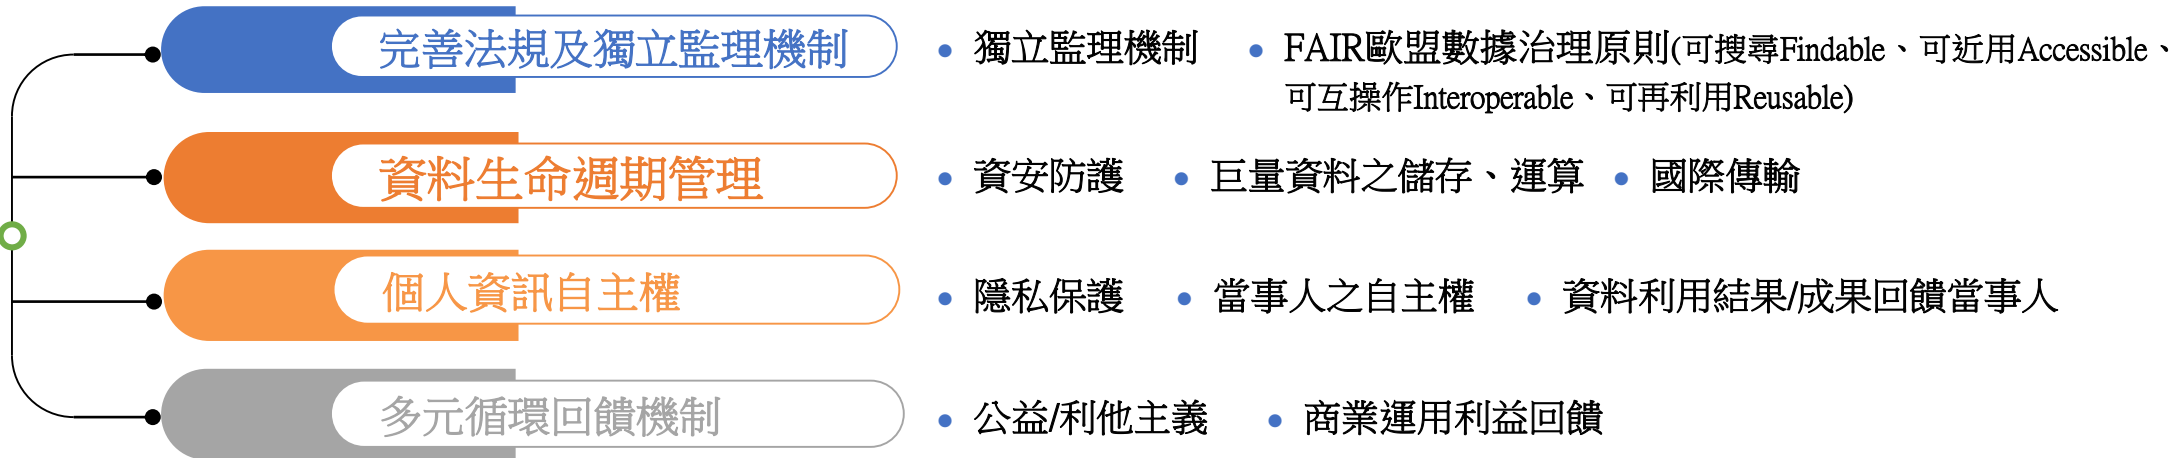 完善法規及獨立監理機制 • 獨立監理機制 • FAIR歐盟數據治理原則(可搜尋Findable、可近用Accessible、
可互操作Interoperable、可再利用Reusable)
資料生命週期管理 • 資安防護 • 巨量資料之儲存、運算 • 國際傳輸
個人資訊自主權 • 隱私保護 • 當事人之自主權 • 資料利用結果/成果回饋當事人
多元循環回饋機制 • 公益/利他主義 • 商業運用利益回饋